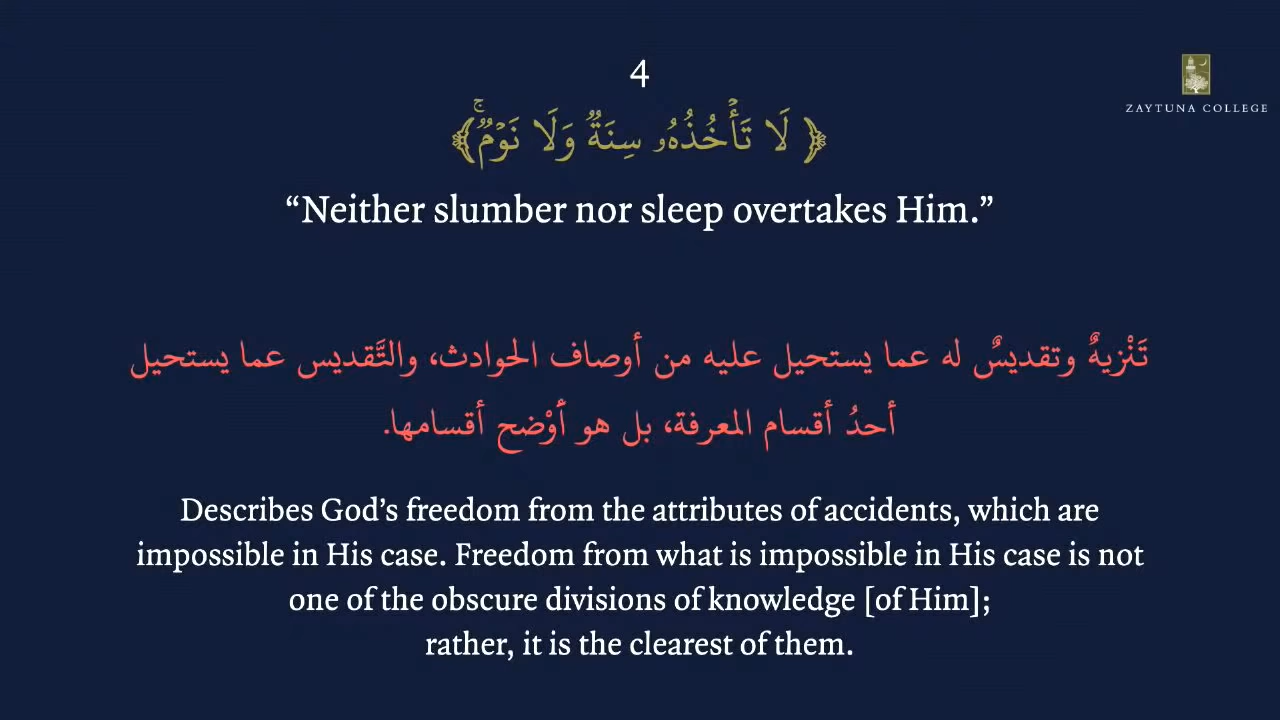 4
ZAYTUNA COLLEGE
﴿ لَا تَأْخُذُهُۥ سِنَةٌ وَلَا نَوْمٌ ۚ﴾
“Neither slumber nor sleep overtakes Him.”
تَنْزيهٌ وتقديسٌ له عما يستحيل عليه من أوصاف الحوادث، والتَّقديس عما يستحيل
أحدُ أقسام المعرفة، بل هو أَوْضح أقسامها.
Describes God’s freedom from the attributes of accidents, which are
impossible in His case. Freedom from what is impossible in His case is not
one of the obscure divisions of knowledge [of Him];
rather, it is the clearest of them.